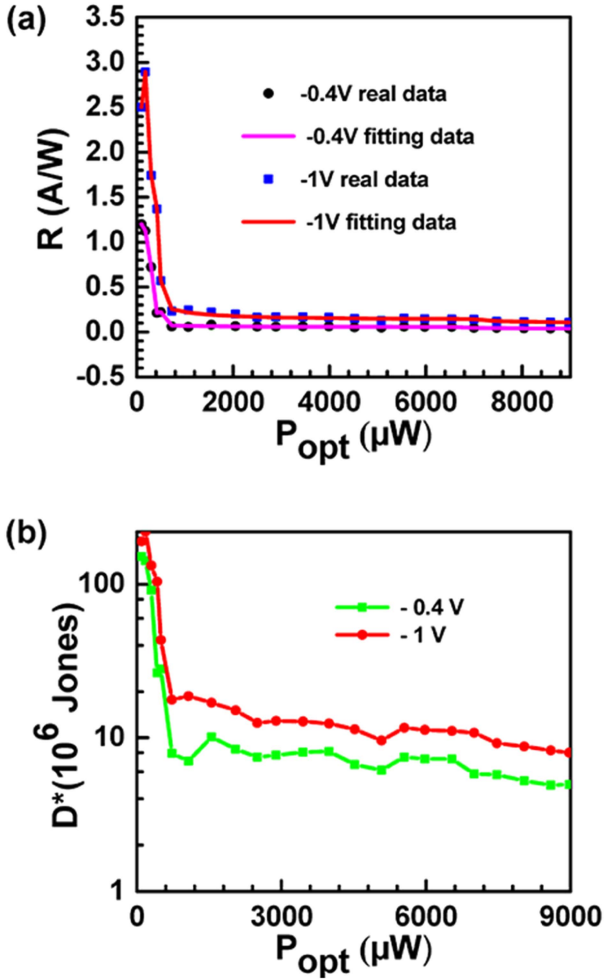 (a)
3.5
3.0
2.5
2.0
1.5
1.0
0.5
0.0
-0.5
R (A/W)
-0.4V real data
-0.4V fitting data
-1V real data
-1V fitting data
0 2000 4000 6000 8000
Popt (μW)
(b)
100
10
1
D*(10⁶ Jones)
- 0.4 V
- 1 V
0 3000 6000 9000
Popt (μW)